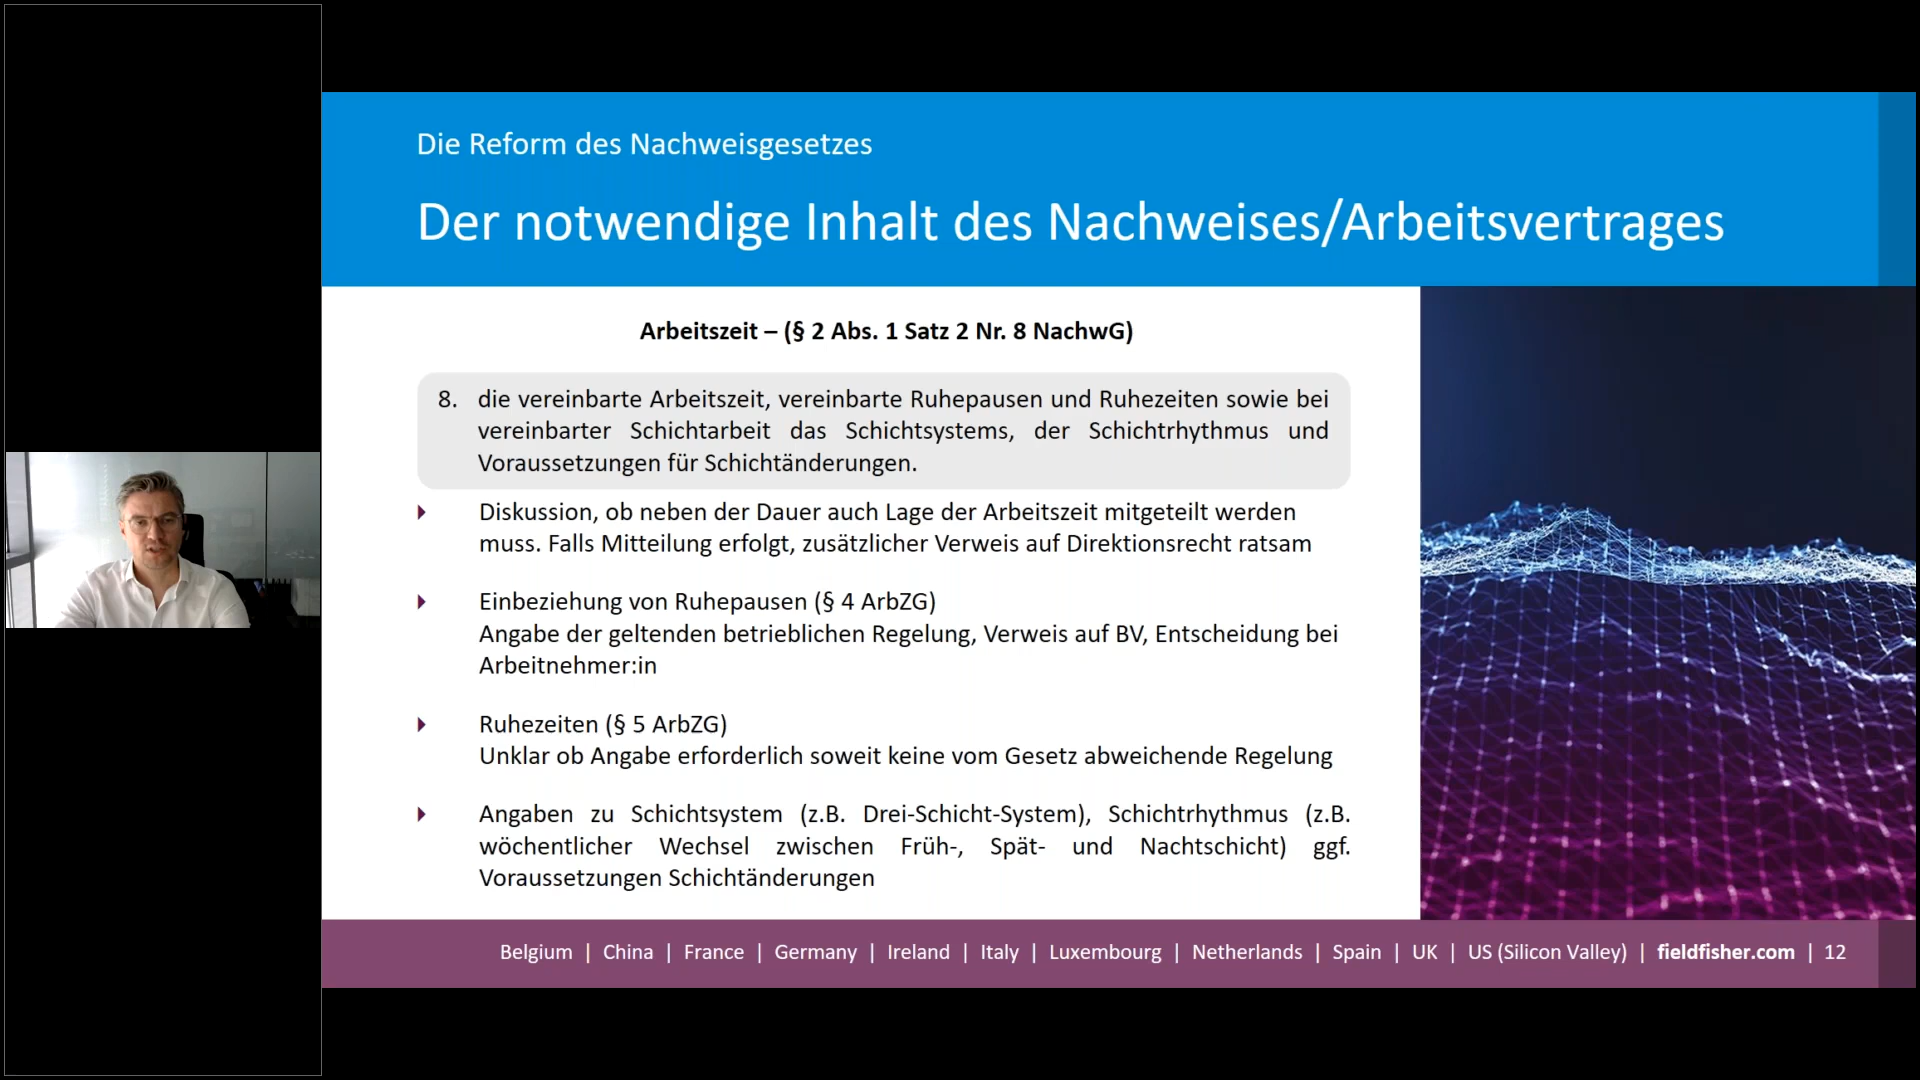 Die Reform des Nachweisgesetzes
Der notwendige Inhalt des Nachweises/Arbeitsvertrages
Arbeitszeit – (§ 2 Abs. 1 Satz 2 Nr. 8 NachwG)
8. die vereinbarte Arbeitszeit, vereinbarte Ruhepausen und Ruhezeiten sowie bei
vereinbarter Schichtarbeit das Schichtsystems, der Schichtrhythmus und
Voraussetzungen für Schichtänderungen.
Diskussion, ob neben der Dauer auch Lage der Arbeitszeit mitgeteilt werden
muss. Falls Mitteilung erfolgt, zusätzlicher Verweis auf Direktionsrecht ratsam
Einbeziehung von Ruhepausen (§ 4 ArbZG)
Angabe der geltenden betrieblichen Regelung, Verweis auf BV, Entscheidung bei
Arbeitnehmer:in
Ruhezeiten (§ 5 ArbZG)
Unklar ob Angabe erforderlich soweit keine vom Gesetz abweichende Regelung
Angaben zu Schichtsystem (z.B. Drei-Schicht-System), Schichtrhythmus (z.B.
wöchentlicher Wechsel zwischen Früh-, Spät- und Nachtschicht) ggf.
Voraussetzungen Schichtänderungen
Belgium | China | France | Germany | Ireland | Italy | Luxembourg | Netherlands | Spain | UK | US (Silicon Valley) | fieldfisher.com | 12